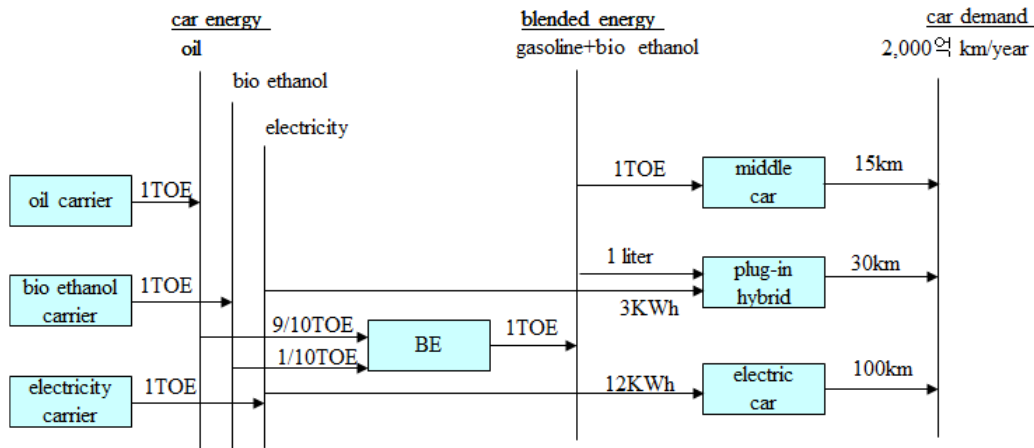 car energy
blended energy
car demand
oil
gasoline+bio ethanol
2,000억 km/year
bio ethanol
electricity
oil carrier
1TOE
1TOE
middle
car
15km
bio ethanol
carrier
1TOE
1 liter
3KWh
plug-in
hybrid
30km
9/10TOE
1/10TOE
BE
1TOE
electricity
carrier
1TOE
12KWh
electric
car
100km